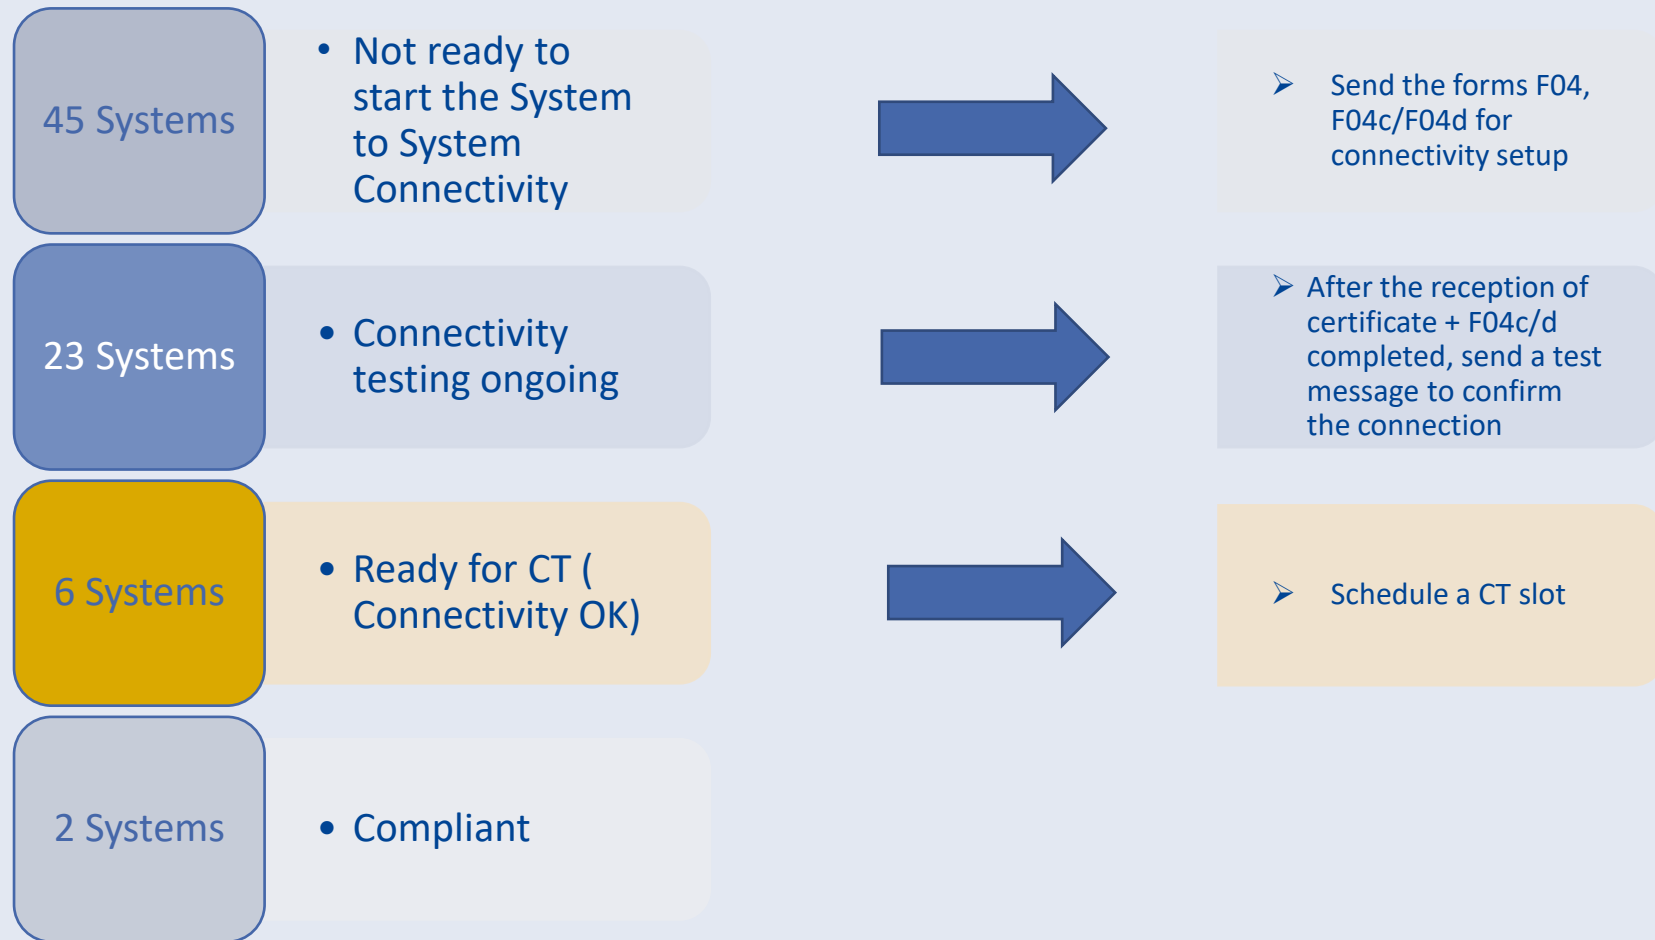 45 Systems
• Not ready to
start the System
to System
Connectivity
➢ Send the forms F04,
F04c/F04d for
connectivity setup
23 Systems
• Connectivity
testing ongoing
➢ After the reception of
certificate + F04c/d
completed, send a test
message to confirm
the connection
6 Systems
• Ready for CT (
Connectivity OK)
➢ Schedule a CT slot
2 Systems
• Compliant